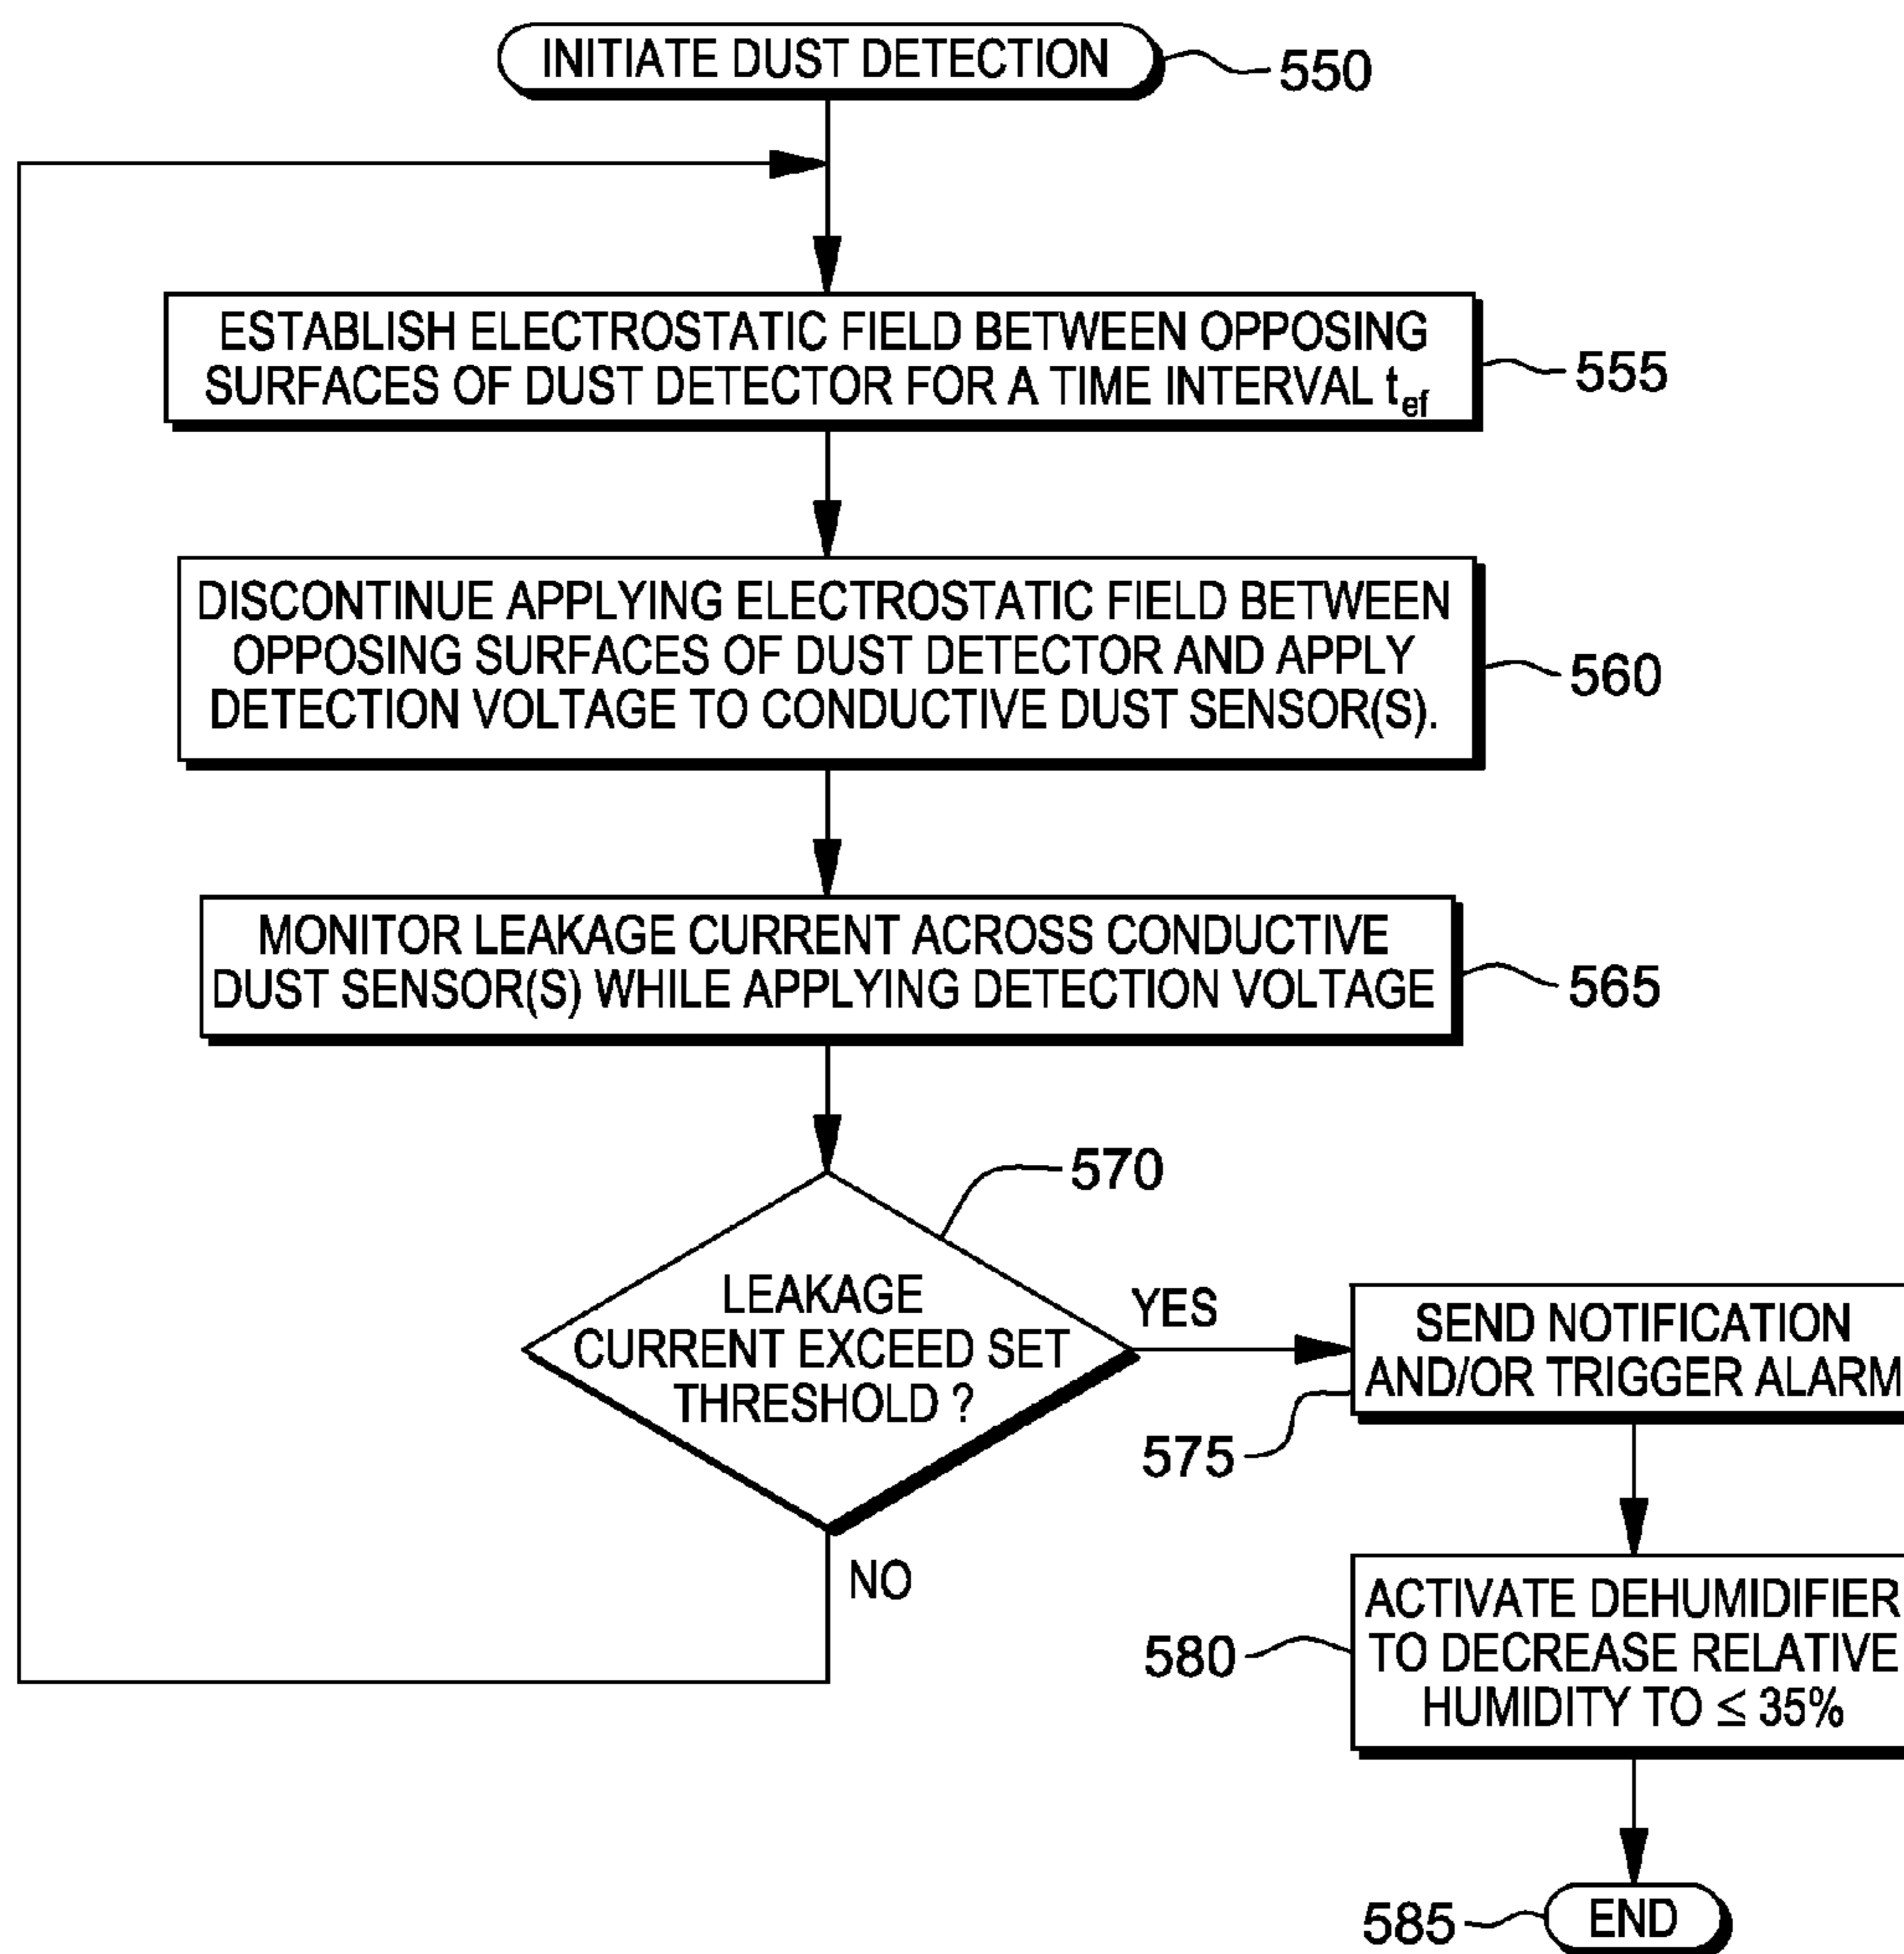 INITIATE DUST DETECTION
550
ESTABLISH ELECTROSTATIC FIELD BETWEEN OPPOSING
SURFACES OF DUST DETECTOR FOR A TIME INTERVAL tef
555
DISCONTINUE APPLYING ELECTROSTATIC FIELD BETWEEN
OPPOSING SURFACES OF DUST DETECTOR AND APPLY
DETECTION VOLTAGE TO CONDUCTIVE DUST SENSOR(S).
560
MONITOR LEAKAGE CURRENT ACROSS CONDUCTIVE
DUST SENSOR(S) WHILE APPLYING DETECTION VOLTAGE
565
570
LEAKAGE
CURRENT EXCEED SET
THRESHOLD ?
YES
SEND NOTIFICATION
AND/OR TRIGGER ALARM
575
NO
ACTIVATE DEHUMIDIFIER
TO DECREASE RELATIVE
HUMIDITY TO ≤ 35%
580
585
END